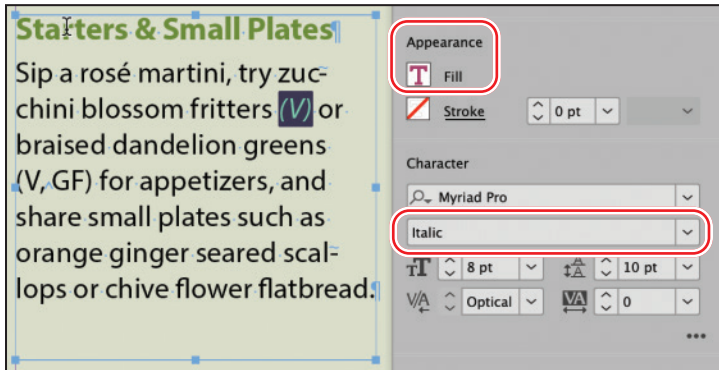 Starters & Small Plates
Sip a rosé martini, try zuc-
chini blossom fritters (V) or
braised dandelion greens
(V, GF) for appetizers, and
share small plates such as
orange ginger seared scal-
lops or chive flower flatbread.
Appearance
T Fill
Stroke 0 pt
Character
Myriad Pro
Italic
8 pt 10 pt
V/A Optical VA 0